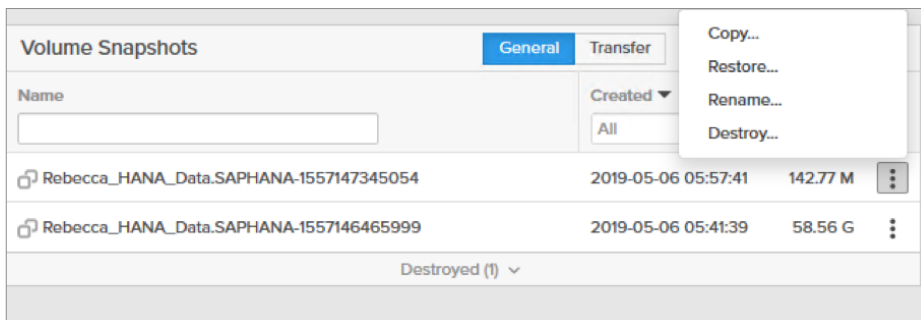 Volume Snapshots
General
Transfer
Copy...
Restore...
Rename...
Destroy...
Name
Created
All
Rebecca_HANA_Data.SAPHANA-1557147345054 2019-05-06 05:57:41 142.77 M
Rebecca_HANA_Data.SAPHANA-1557146465999 2019-05-06 05:41:39 58.56 G
Destroyed (1)